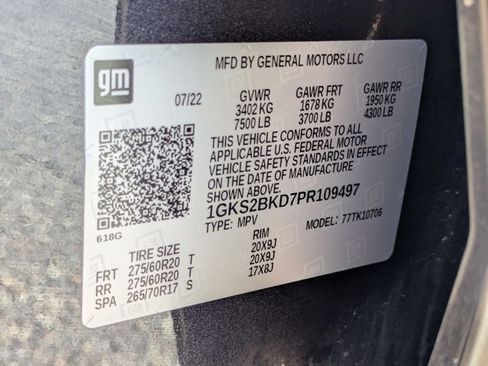 gm
MFD BY GENERAL MOTORS LLC
07/22 GVWR GAWR FRT GAWR RR
3402 KG 1678 KG 1950 KG
7500 LB 3700 LB 4300 LB
THIS VEHICLE CONFORMS TO ALL
APPLICABLE U.S. FEDERAL MOTOR
VEHICLE SAFETY STANDARDS IN EFFECT
ON THE DATE OF MANUFACTURE
SHOWN ABOVE.
1GKS2BKD7PR109497
TYPE: MPV MODEL: 77TK10706
618G
TIRE SIZE RIM
FRT 275/60R20 T 20X9J
RR 275/60R20 T 20X9J
SPA 265/70R17 S 17X8J